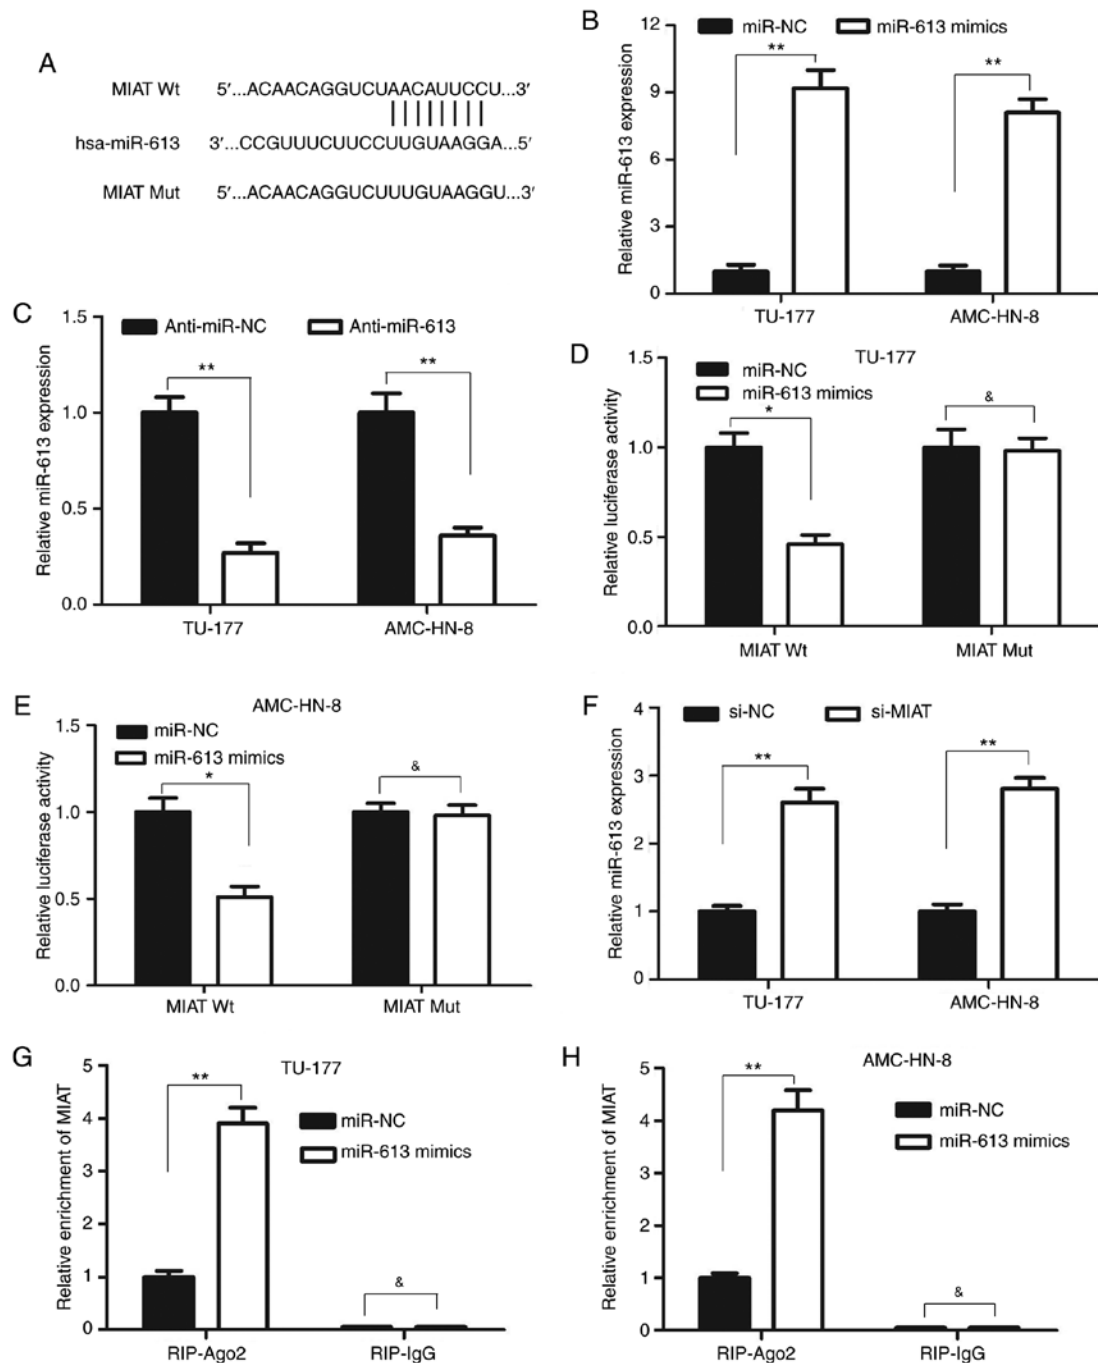 A
MIAT Wt 5′...ACAACAGGUCUAACAUUCCU...3′
hsa-miR-613 3′...CCGUUUCUUCCUUGUAAGGA...5′
MIAT Mut 5′...ACAACAGGUCUUUGUAAGGU...3′
B
miR-NC miR-613 mimics
Relative miR-613 expression
12
9
6
3
0
** **
TU-177 AMC-HN-8
C
Anti-miR-NC Anti-miR-613
Relative miR-613 expression
1.5
1.0
0.5
0.0
** **
TU-177 AMC-HN-8
D
TU-177
miR-NC
miR-613 mimics
Relative luciferase activity
1.5
1.0
0.5
0.0
* &
MIAT Wt MIAT Mut
E
AMC-HN-8
miR-NC
miR-613 mimics
Relative luciferase activity
1.5
1.0
0.5
0.0
* &
MIAT Wt MIAT Mut
F
si-NC si-MIAT
Relative miR-613 expression
4
3
2
1
0
** **
TU-177 AMC-HN-8
G
TU-177
miR-NC
miR-613 mimics
Relative enrichment of MIAT
5
4
3
2
1
0
** &
RIP-Ago2 RIP-IgG
H
AMC-HN-8
miR-NC
miR-613 mimics
Relative enrichment of MIAT
5
4
3
2
1
0
** &
RIP-Ago2 RIP-IgG